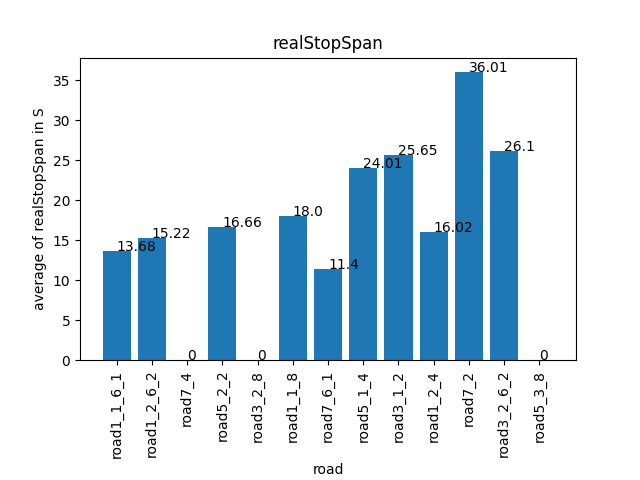 realStopSpan
average of realStopSpan in S
35
30
25
20
15
10
5
0
13.68
15.22
0
16.66
0
18.0
11.4
24.01
25.65
16.02
36.01
26.1
0
road1_1_6_1
road1_2_6_2
road7_4
road5_2_2
road3_2_8
road1_1_8
road7_6_1
road5_1_4
road3_1_2
road1_2_4
road7_2
road3_2_6_2
road5_3_8
road